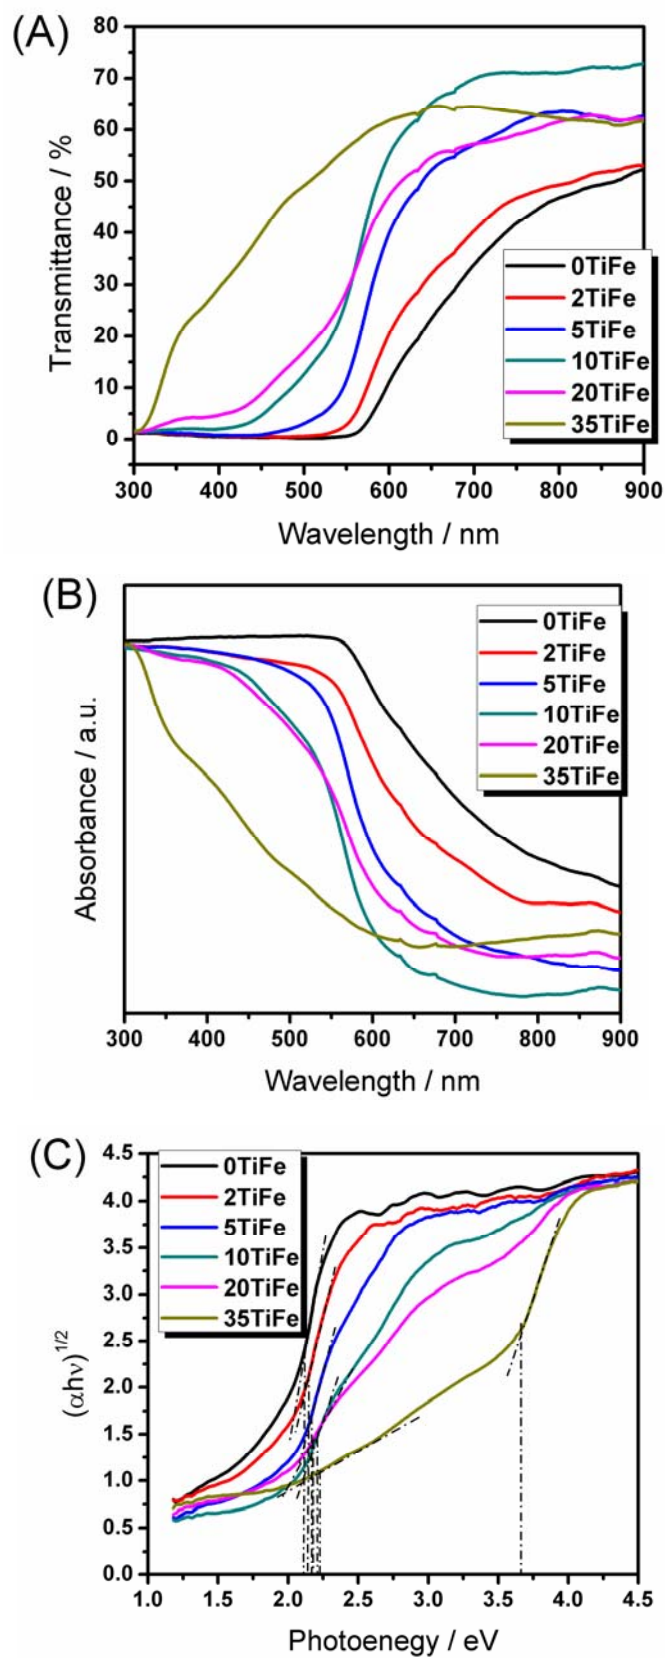 (A)
80
70
60
50
40
30
20
10
0
Transmittance / %
0TiFe
2TiFe
5TiFe
10TiFe
20TiFe
35TiFe
300 400 500 600 700 800 900
Wavelength / nm
(B)
Absorbance / a.u.
0TiFe
2TiFe
5TiFe
10TiFe
20TiFe
35TiFe
300 400 500 600 700 800 900
Wavelength / nm
(C)
4.5
4.0
3.5
3.0
2.5
2.0
1.5
1.0
0.5
0.0
(αhν)1/2
0TiFe
2TiFe
5TiFe
10TiFe
20TiFe
35TiFe
1.0 1.5 2.0 2.5 3.0 3.5 4.0 4.5
Photoenegy / eV